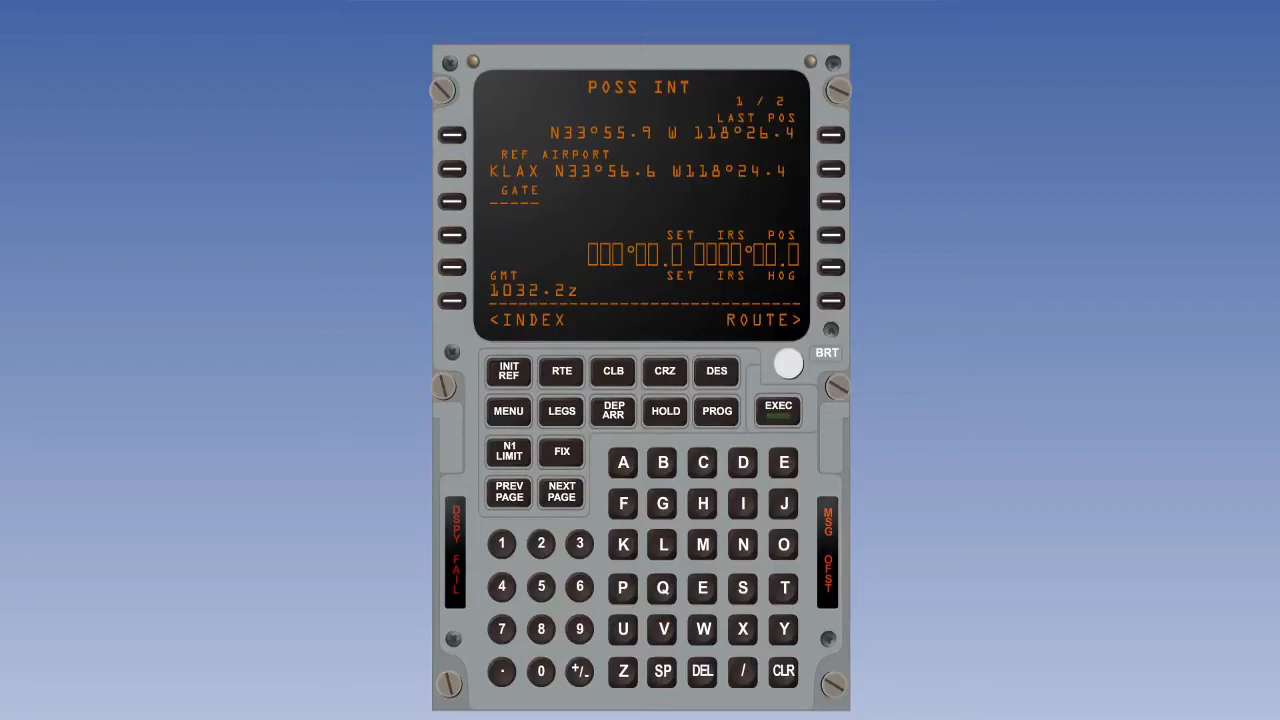 POSS INT
1 / 2
LAST POS
N33°55.9 W 118°26.4
REF AIRPORT
KLAX N33°56.6 W118°24.4
GATE
-----
SET IRS POS
▯▯▯°▯▯.▯ ▯▯▯▯°▯▯.▯
GMT SET IRS HOG
1032.2z
<INDEX ROUTE>
BRT
INIT REF RTE CLB CRZ DES
MENU LEGS DEP ARR HOLD PROG EXEC
N1 LIMIT FIX
PREV PAGE NEXT PAGE
A B C D E
F G H I J
K L M N O
P Q E S T
U V W X Y
Z SP DEL / CLR
1 2 3
4 5 6
7 8 9
. 0 +/-
DSPY FAIL
MSG OFST